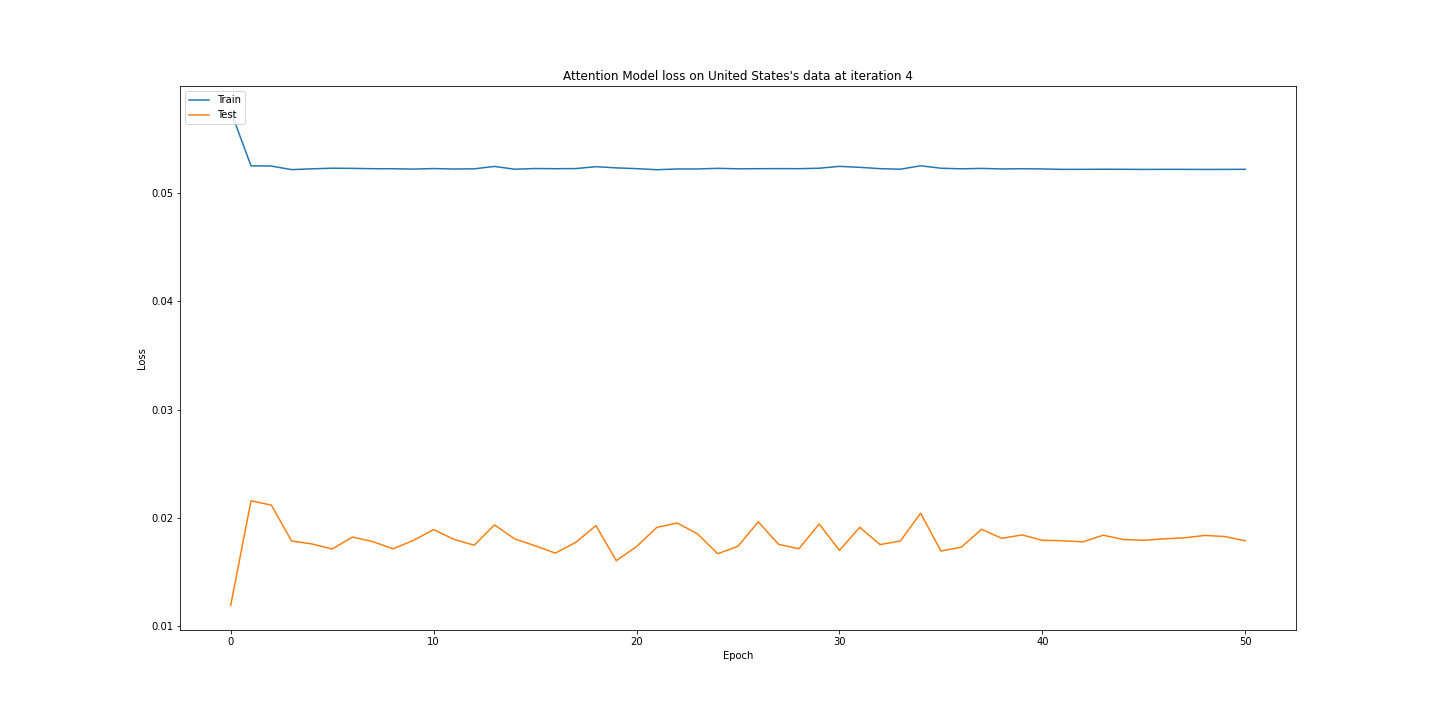 Attention Model loss on United States's data at iteration 4
Train
Test
0.05
0.04
0.03
0.02
0.01
Loss
0 10 20 30 40 50
Epoch